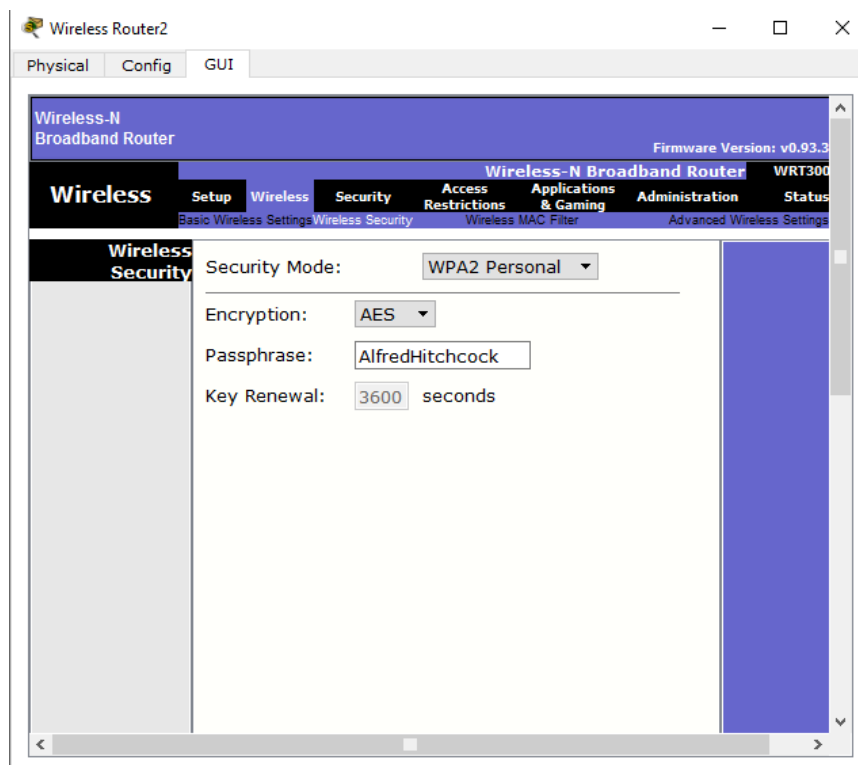 Wireless Router2
Physical Config GUI
Wireless-N
Broadband Router
Firmware Version: v0.93.3
Wireless-N Broadband Router WRT300
Wireless
Setup Wireless Security Access Restrictions Applications & Gaming Administration Status
Basic Wireless Settings Wireless Security Wireless MAC Filter Advanced Wireless Settings
Wireless
Security
Security Mode: WPA2 Personal
Encryption: AES
Passphrase: AlfredHitchcock
Key Renewal: 3600 seconds